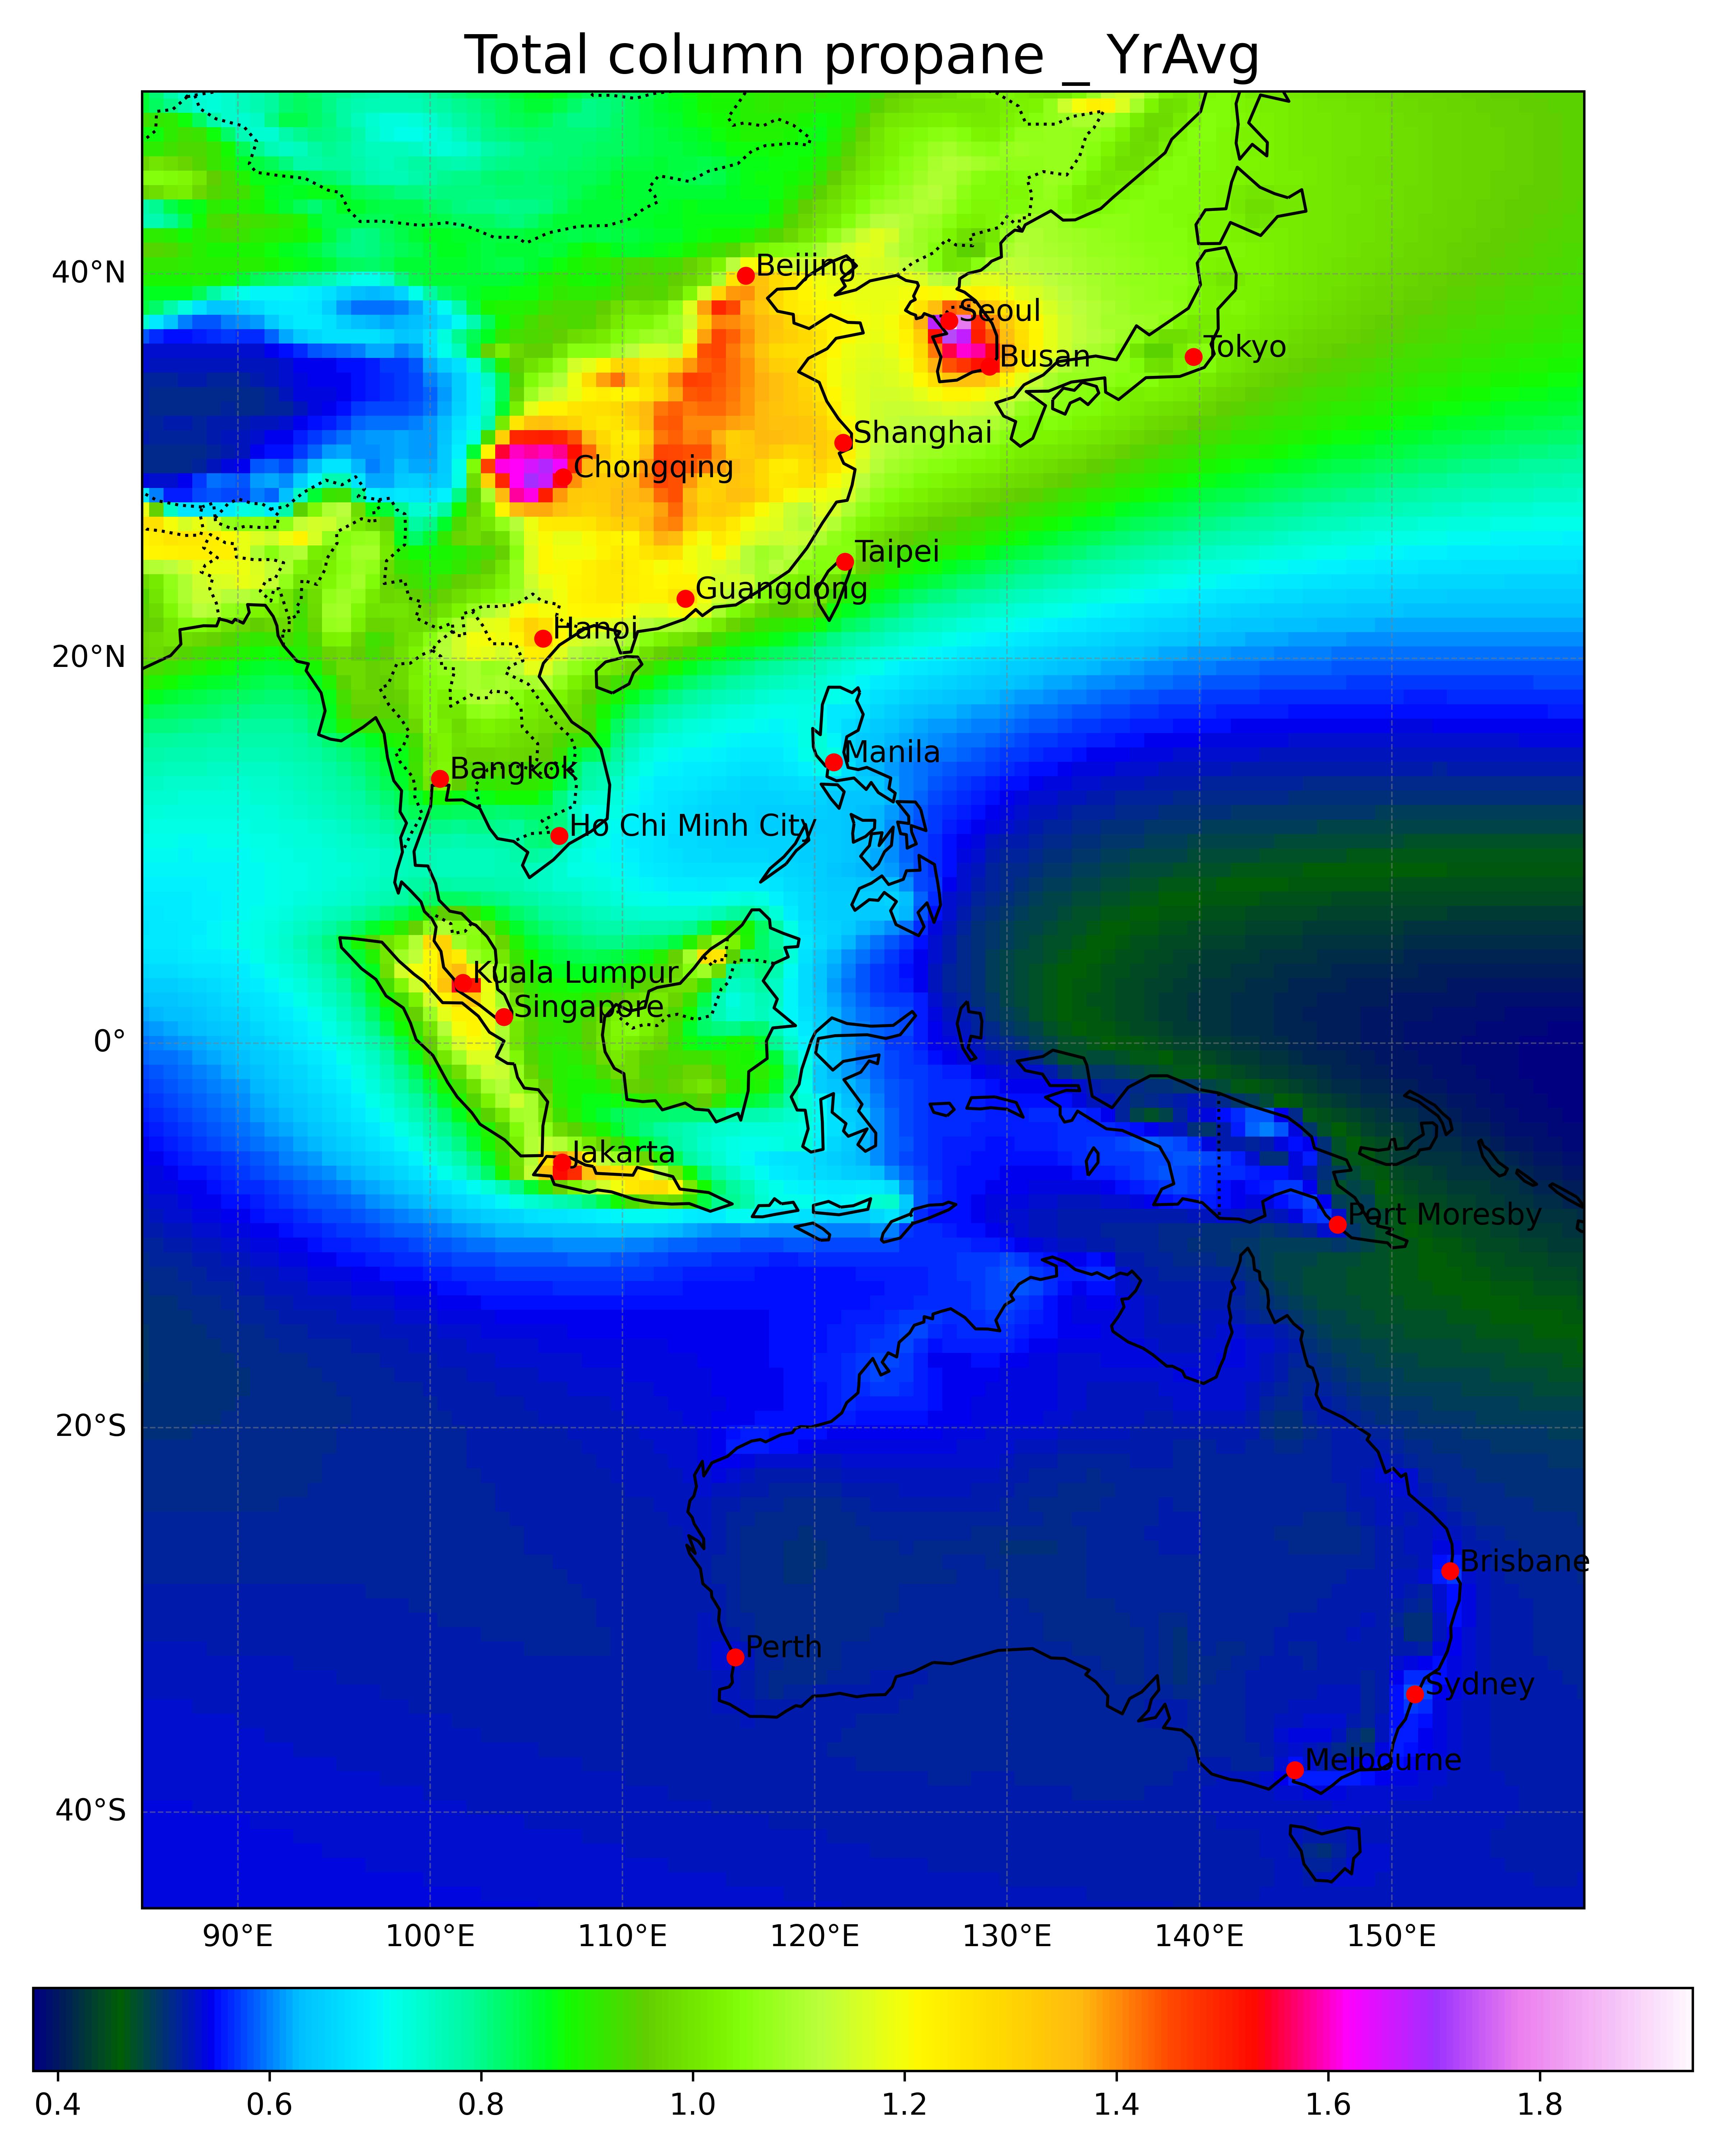 Total column propane _ YrAvg
40°N
20°N
0°
20°S
40°S
Beijing
Seoul
Busan
Tokyo
Shanghai
Chongqing
Taipei
Guangdong
Hanoi
Manila
Bangkok
Ho Chi Minh City
Kuala Lumpur
Singapore
Jakarta
Port Moresby
Brisbane
Perth
Sydney
Melbourne
90°E 100°E 110°E 120°E 130°E 140°E 150°E
0.4 0.6 0.8 1.0 1.2 1.4 1.6 1.8